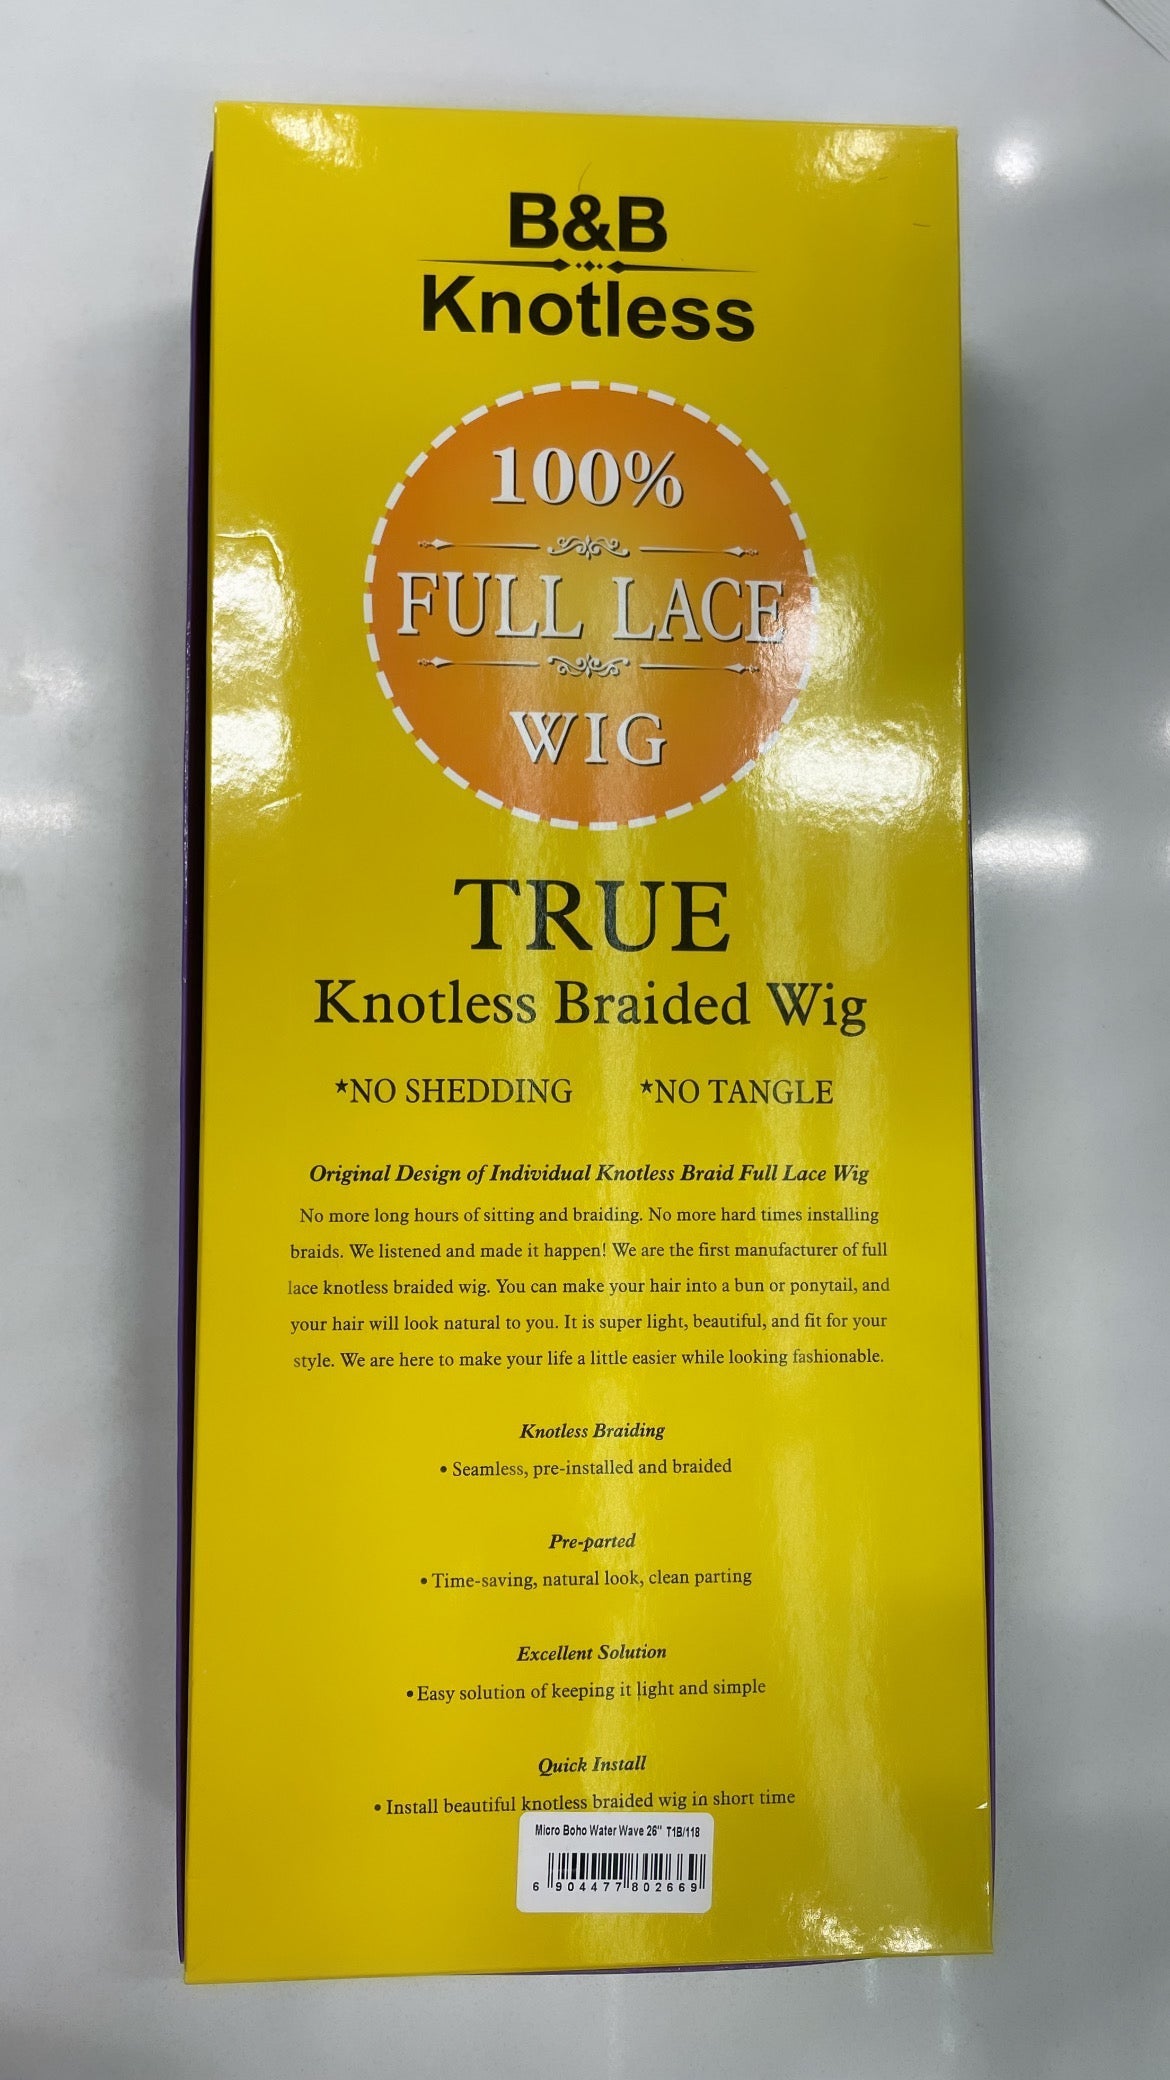 B&B
Knotless
100%
FULL LACE
WIG
TRUE
Knotless Braided Wig
*NO SHEDDING *NO TANGLE
Original Design of Individual Knotless Braid Full Lace Wig
No more long hours of sitting and braiding. No more hard times installing
braids. We listened and made it happen! We are the first manufacturer of full
lace knotless braided wig. You can make your hair into a bun or ponytail, and
your hair will look natural to you. It is super light, beautiful, and fit for your
style. We are here to make your life a little easier while looking fashionable.
Knotless Braiding
• Seamless, pre-installed and braided
Pre-parted
• Time-saving, natural look, clean parting
Excellent Solution
• Easy solution of keeping it light and simple
Quick Install
• Install beautiful knotless braided wig in short time
Micro Boho Water Wave 26" T1B/118
6 904477 802669